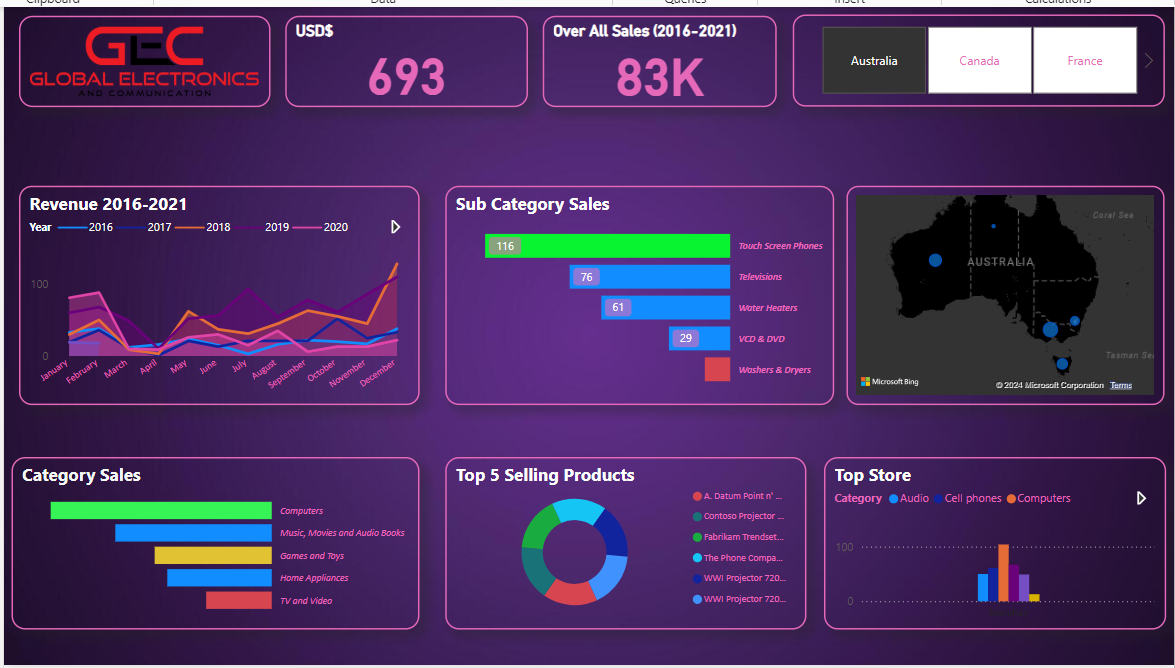 Clipboard Data Queries Insert Calculations
GEC
GLOBAL ELECTRONICS
AND COMMUNICATION
USD$
693
Over All Sales (2016-2021)
83K
Australia
Canada
France
Revenue 2016-2021
Year 2016 2017 2018 2019 2020
100
0
January
February
March
April
May
June
July
August
September
October
November
December
Sub Category Sales
116
Touch Screen Phones
76
Televisions
61
Water Heaters
29
VCD & DVD
Washers & Dryers
Coral Sea
AUSTRALIA
Tasman Sea
Microsoft Bing
© 2024 Microsoft Corporation Terms
Category Sales
Computers
Music, Movies and Audio Books
Games and Toys
Home Appliances
TV and Video
Top 5 Selling Products
A. Datum Point n' ...
Contoso Projector ...
Fabrikam Trendset...
The Phone Compa...
WWI Projector 720...
WWI Projector 720...
Top Store
Category Audio Cell phones Computers
100
0